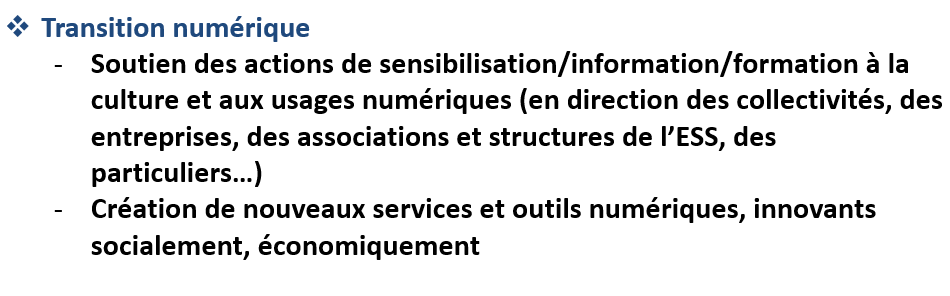 ❖ Transition numérique
- Soutien des actions de sensibilisation/information/formation à la
culture et aux usages numériques (en direction des collectivités, des
entreprises, des associations et structures de l’ESS, des
particuliers…)
- Création de nouveaux services et outils numériques, innovants
socialement, économiquement